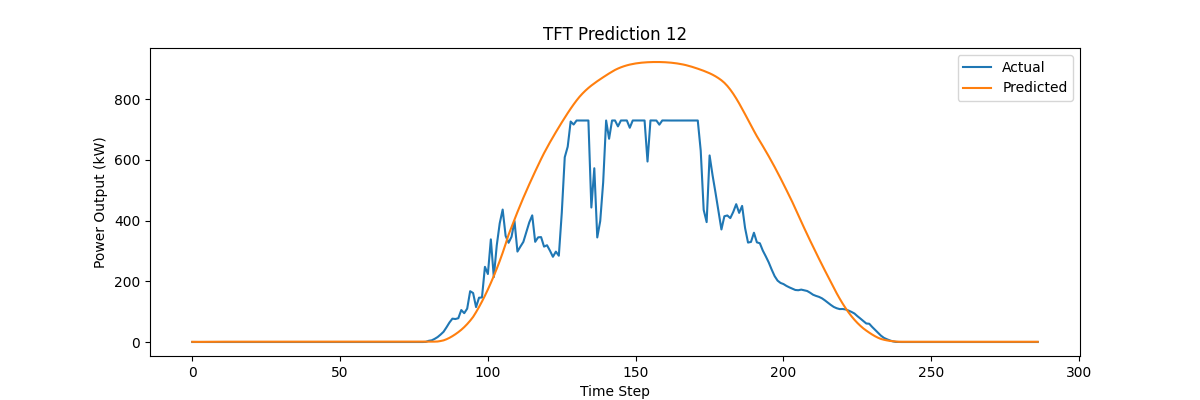 TFT Prediction 12
Actual
Predicted
Power Output (kW)
800
600
400
200
0
0 50 100 150 200 250 300
Time Step